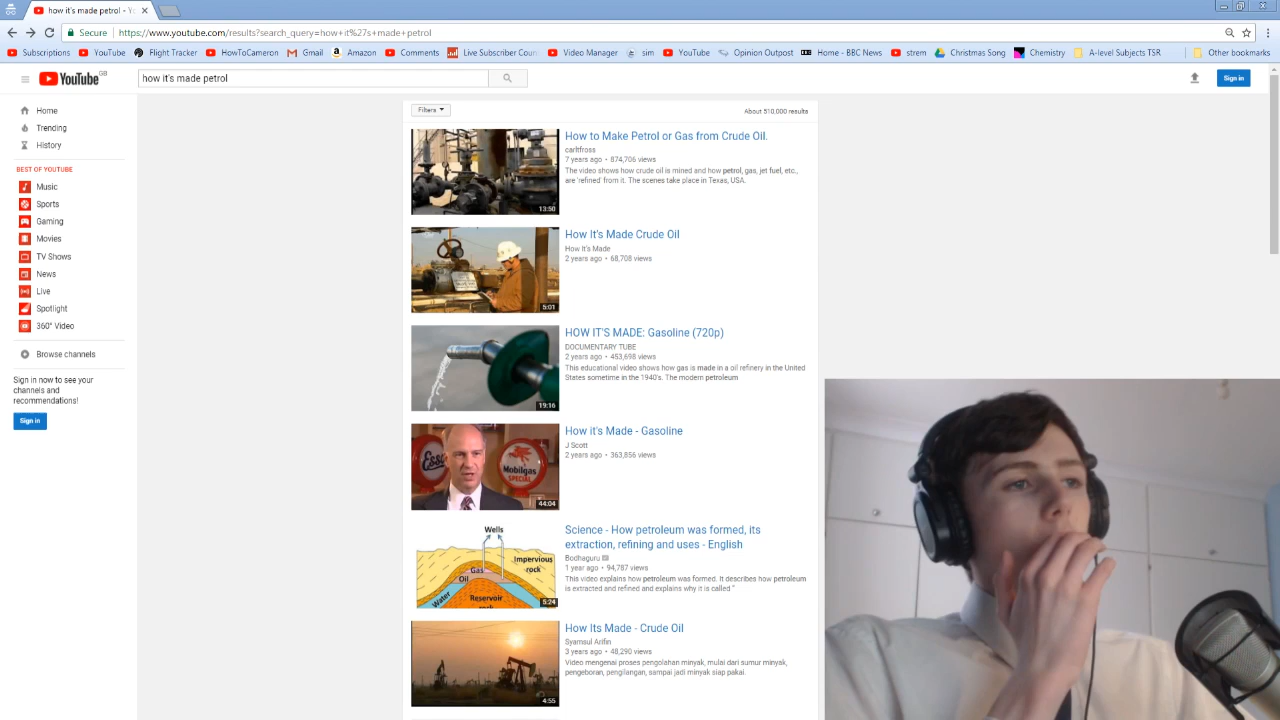 how it's made petrol - Yo
Secure
https://www.youtube.com/results?search_query=how+it%27s+made+petrol
Subscriptions
YouTube
Flight Tracker
HowToCameron
Gmail
Amazon
Comments
Live Subscriber Coun
Video Manager
sim
YouTube
Opinion Outpost
Home - BBC News
strem
Christmas Song
Chemistry
A-level Subjects TSR
Other bookmarks
YouTube GB
how it's made petrol
Sign in
Home
Trending
History
BEST OF YOUTUBE
Music
Sports
Gaming
Movies
TV Shows
News
Live
Spotlight
360° Video
Browse channels
Sign in now to see your
channels and
recommendations!
Sign in
Filters
About 510,000 results
13:50
How to Make Petrol or Gas from Crude Oil.
carltfross
7 years ago • 874,706 views
The video shows how crude oil is mined and how petrol, gas, jet fuel, etc.,
are 'refined' from it. The scenes take place in Texas, USA.
5:01
How It's Made Crude Oil
How It's Made
2 years ago • 68,708 views
19:16
HOW IT'S MADE: Gasoline (720p)
DOCUMENTARY TUBE
2 years ago • 453,698 views
This educational video shows how gas is made in a oil refinery in the United
States sometime in the 1940's. The modern petroleum
Esso
Mobilgas
SPECIAL
44:04
How it's Made - Gasoline
J Scott
2 years ago • 363,856 views
Wells
Gas
Oil
Water
Impervious
rock
Reservoir
rock
5:24
Science - How petroleum was formed, its
extraction, refining and uses - English
Bodhaguru
1 year ago • 94,787 views
This video explains how petroleum was formed. It describes how petroleum
is extracted and refined and explains why it is called "
4:55
How Its Made - Crude Oil
Syamsul Arifin
3 years ago • 48,290 views
Video mengenai proses pengolahan minyak, mulai dari sumur minyak,
pengeboran, pengilangan, sampai jadi minyak siap pakai.